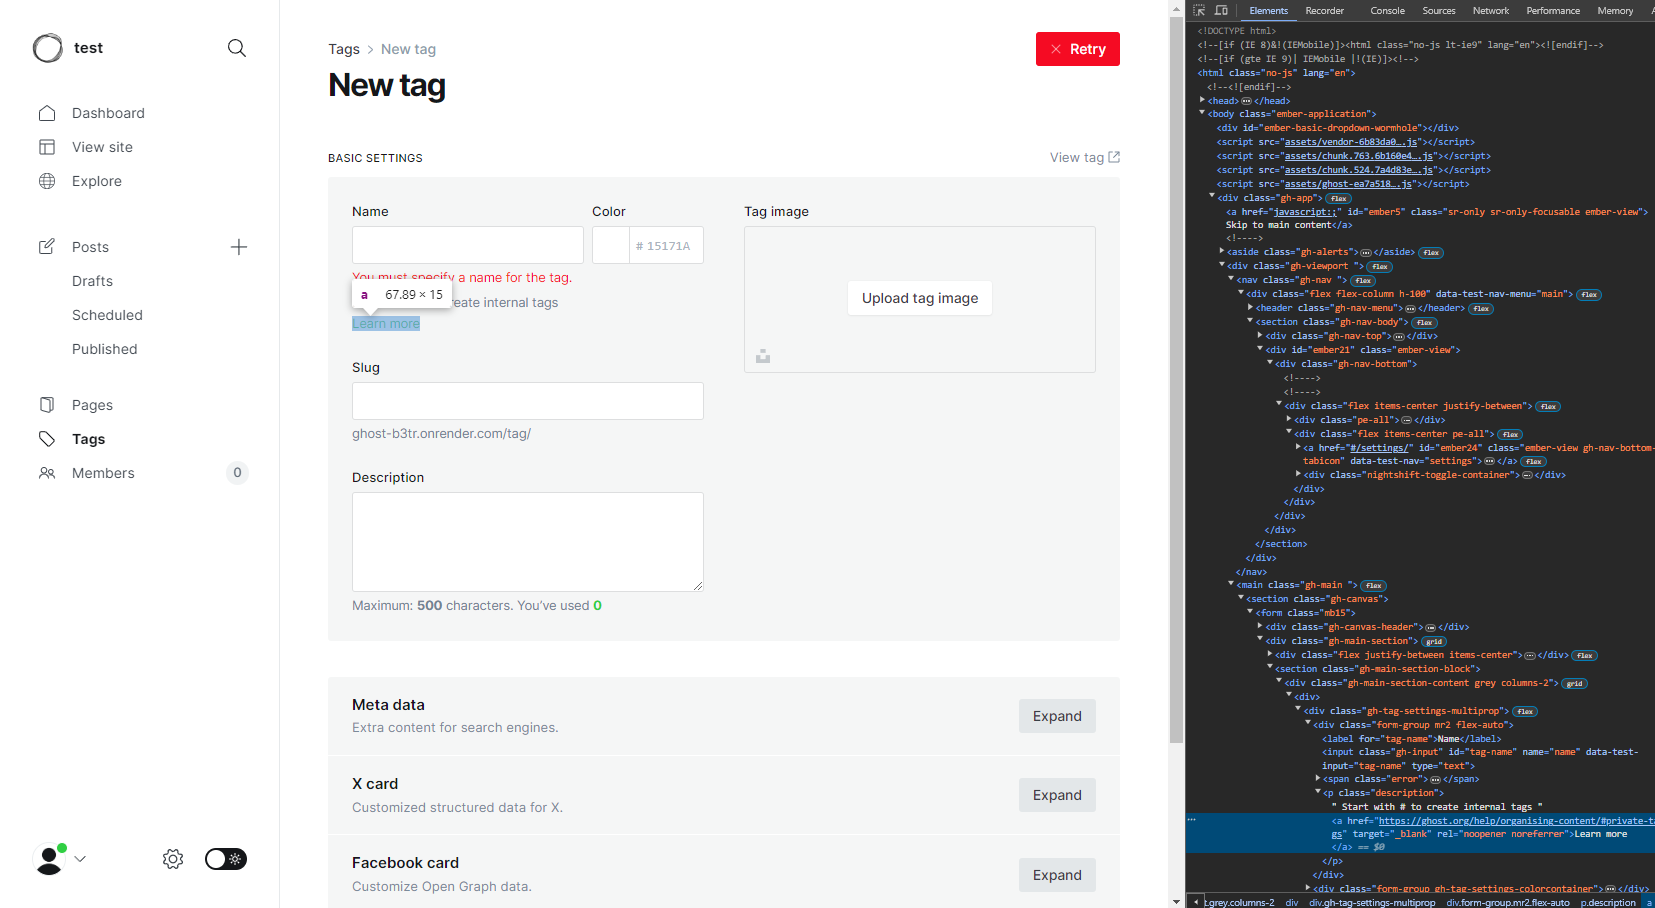 test
Dashboard
View site
Explore
Posts
Drafts
Scheduled
Published
Pages
Tags
Members 0
Tags > New tag
Retry
New tag
BASIC SETTINGS
View tag
Name
Color
Tag image
# 15171A
You must specify a name for the tag.
a 67.89 × 15
create internal tags
Learn more
Upload tag image
Slug
ghost-b3tr.onrender.com/tag/
Description
Maximum: 500 characters. You've used 0
Meta data
Extra content for search engines.
Expand
X card
Customized structured data for X.
Expand
Facebook card
Customize Open Graph data.
Expand
Elements Recorder Console Sources Network Performance Memory
<!DOCTYPE html>
<!--[if (IE 8)&!(IEMobile)]><html class="no-js lt-ie9" lang="en"><![endif]-->
<!--[if (gte IE 9)| IEMobile |!(IE)]><!-->
<html class="no-js" lang="en">
<!--<![endif]-->
<head> </head>
<body class="ember-application">
<div id="ember-basic-dropdown-wormhole"></div>
<script src="assets/vendor-6b83da0….js"></script>
<script src="assets/chunk.763.6b160e4….js"></script>
<script src="assets/chunk.524.7a4d83e….js"></script>
<script src="assets/ghost-ea7a518….js"></script>
<div class="gh-app"> flex
<a href="javascript:;" id="ember5" class="sr-only sr-only-focusable ember-view">
Skip to main content</a>
<!---->
<aside class="gh-alerts"> </aside> flex
<div class="gh-viewport "> flex
<nav class="gh-nav "> flex
<div class="flex flex-column h-100" data-test-nav-menu="main"> flex
<header class="gh-nav-menu"> </header> flex
<section class="gh-nav-body"> flex
<div class="gh-nav-top"> </div>
<div id="ember21" class="ember-view">
<div class="gh-nav-bottom">
<!---->
<!---->
<div class="flex items-center justify-between"> flex
<div class="pe-all"> </div>
<div class="flex items-center pe-all"> flex
<a href="#/settings/" id="ember24" class="ember-view gh-nav-bottom-
tabicon" data-test-nav="settings"> </a> flex
<div class="nightshift-toggle-container"> </div>
</div>
</div>
</div>
</div>
</section>
</div>
</nav>
<main class="gh-main "> flex
<section class="gh-canvas">
<form class="mb15">
<div class="gh-canvas-header"> </div>
<div class="gh-main-section"> grid
<div class="flex justify-between items-center"> </div> flex
<section class="gh-main-section-block">
<div class="gh-main-section-content grey columns-2"> grid
<div>
<div class="gh-tag-settings-multiprop"> flex
<div class="form-group mr2 flex-auto">
<label for="tag-name">Name</label>
<input class="gh-input" id="tag-name" name="name" data-test-
input="tag-name" type="text">
<span class="error"> </span>
<p class="description">
" Start with # to create internal tags "
<a href="https://ghost.org/help/organising-content/#private-ta
gs" target="_blank" rel="noopener noreferrer">Learn more
</a> == $0
</p>
</div>
<div class="form-group gh-tag-settings-colorcontainer"> </div>
t.grey.columns-2 div div.gh-tag-settings-multiprop div.form-group.mr2.flex-auto p.description a